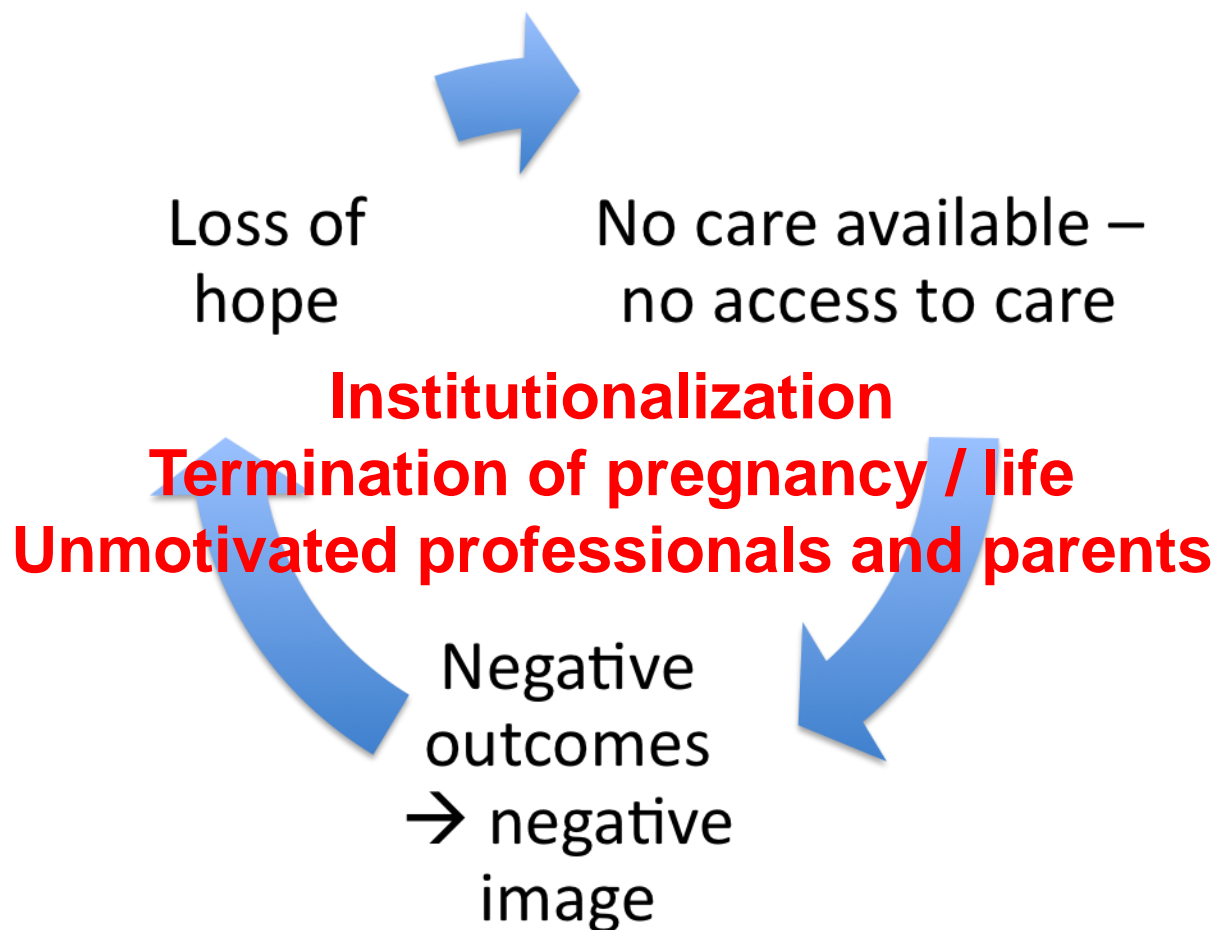 Loss of
hope
No care available –
no access to care
Institutionalization
Termination of pregnancy / life
Unmotivated professionals and parents
Negative
outcomes
→ negative
image